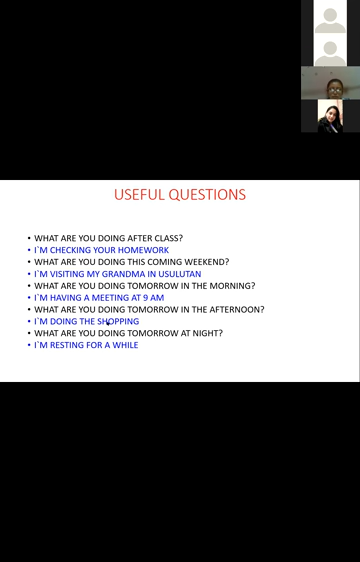 USEFUL QUESTIONS
• WHAT ARE YOU DOING AFTER CLASS?
• I`M CHECKING YOUR HOMEWORK
• WHAT ARE YOU DOING THIS COMING WEEKEND?
• I`M VISITING MY GRANDMA IN USULUTAN
• WHAT ARE YOU DOING TOMORROW IN THE MORNING?
• I`M HAVING A MEETING AT 9 AM
• WHAT ARE YOU DOING TOMORROW IN THE AFTERNOON?
• I`M DOING THE SHOPPING
• WHAT ARE YOU DOING TOMORROW AT NIGHT?
• I`M RESTING FOR A WHILE